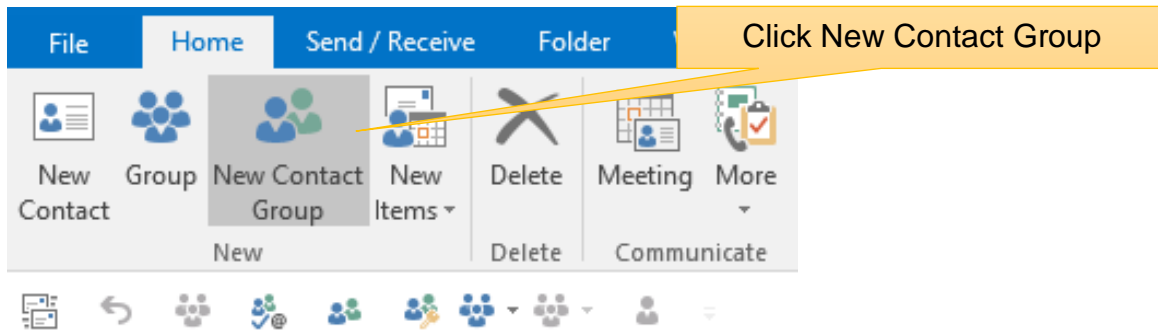 File Home Send / Receive Folder
Click New Contact Group
New Contact
Group
New Contact Group
New Items
Delete
Meeting
More
New
Delete
Communicate
@